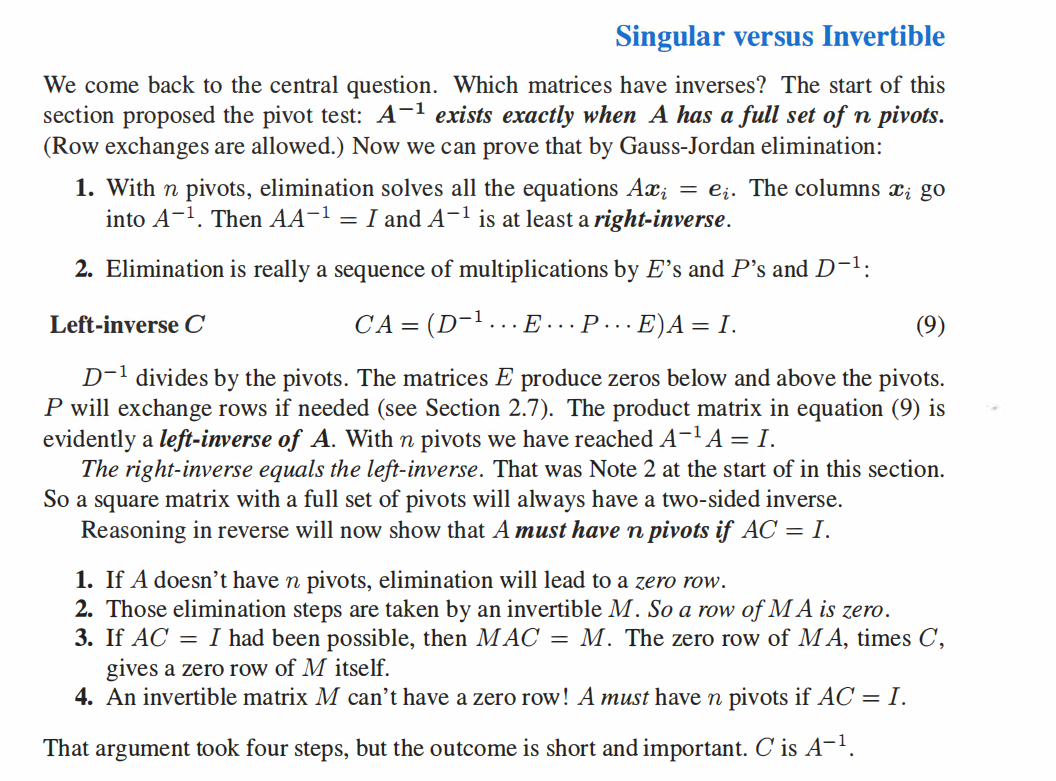 Singular versus Invertible
We come back to the central question. Which matrices have inverses? The start of this
section proposed the pivot test: A⁻¹ exists exactly when A has a full set of n pivots.
(Row exchanges are allowed.) Now we can prove that by Gauss-Jordan elimination:
1. With n pivots, elimination solves all the equations Axᵢ = eᵢ. The columns xᵢ go
into A⁻¹. Then AA⁻¹ = I and A⁻¹ is at least a right-inverse.
2. Elimination is really a sequence of multiplications by E’s and P’s and D⁻¹:
Left-inverse C CA = (D⁻¹ ··· E ··· P ··· E)A = I. (9)
D⁻¹ divides by the pivots. The matrices E produce zeros below and above the pivots.
P will exchange rows if needed (see Section 2.7). The product matrix in equation (9) is
evidently a left-inverse of A. With n pivots we have reached A⁻¹A = I.
The right-inverse equals the left-inverse. That was Note 2 at the start of in this section.
So a square matrix with a full set of pivots will always have a two-sided inverse.
Reasoning in reverse will now show that A must have n pivots if AC = I.
1. If A doesn’t have n pivots, elimination will lead to a zero row.
2. Those elimination steps are taken by an invertible M. So a row of MA is zero.
3. If AC = I had been possible, then MAC = M. The zero row of MA, times C,
gives a zero row of M itself.
4. An invertible matrix M can’t have a zero row! A must have n pivots if AC = I.
That argument took four steps, but the outcome is short and important. C is A⁻¹.